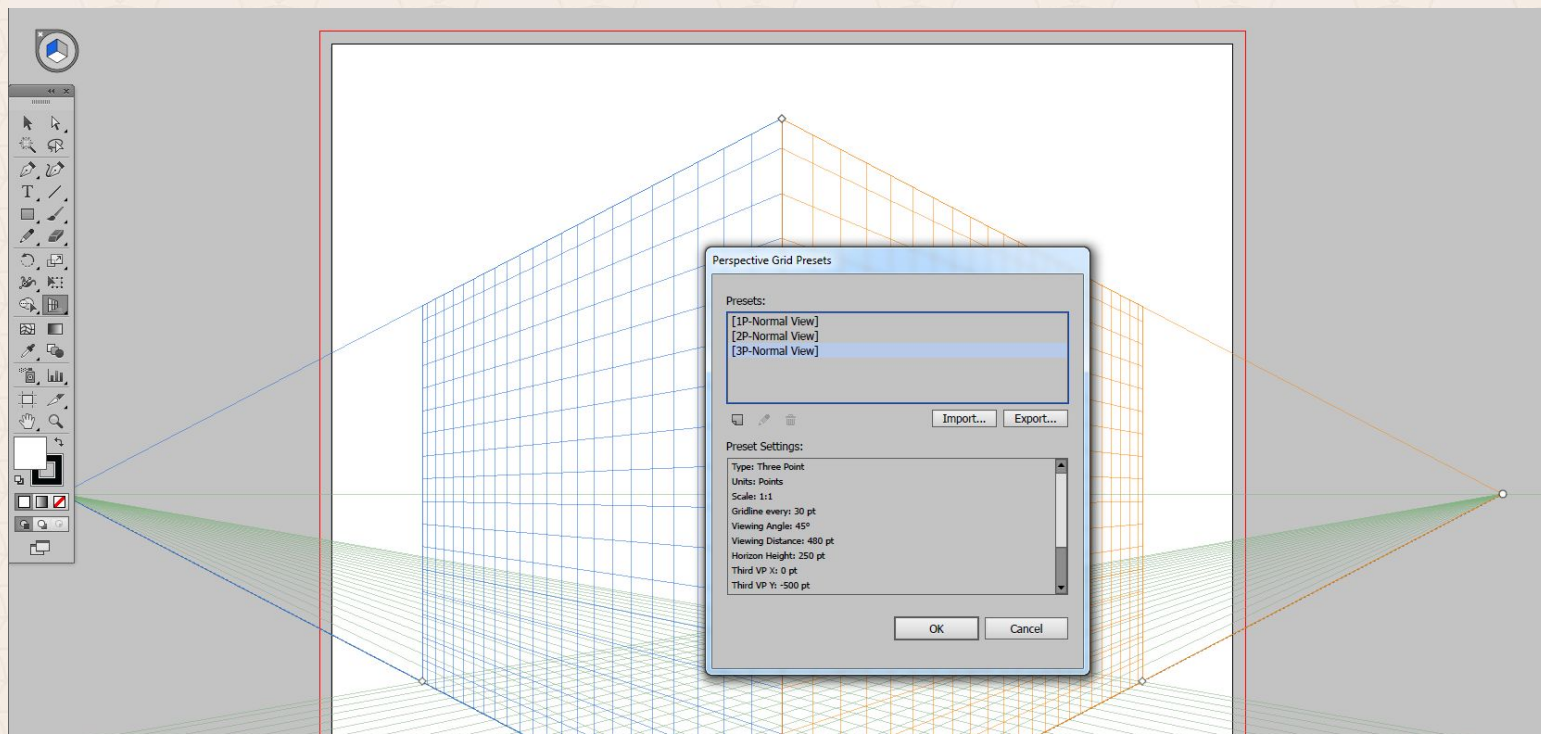 Perspective Grid Presets
Presets:
[1P-Normal View]
[2P-Normal View]
[3P-Normal View]
Import... Export...
Preset Settings:
Type: Three Point
Units: Points
Scale: 1:1
Gridline every: 30 pt
Viewing Angle: 45°
Viewing Distance: 480 pt
Horizon Height: 250 pt
Third VP X: 0 pt
Third VP Y: -500 pt
OK Cancel